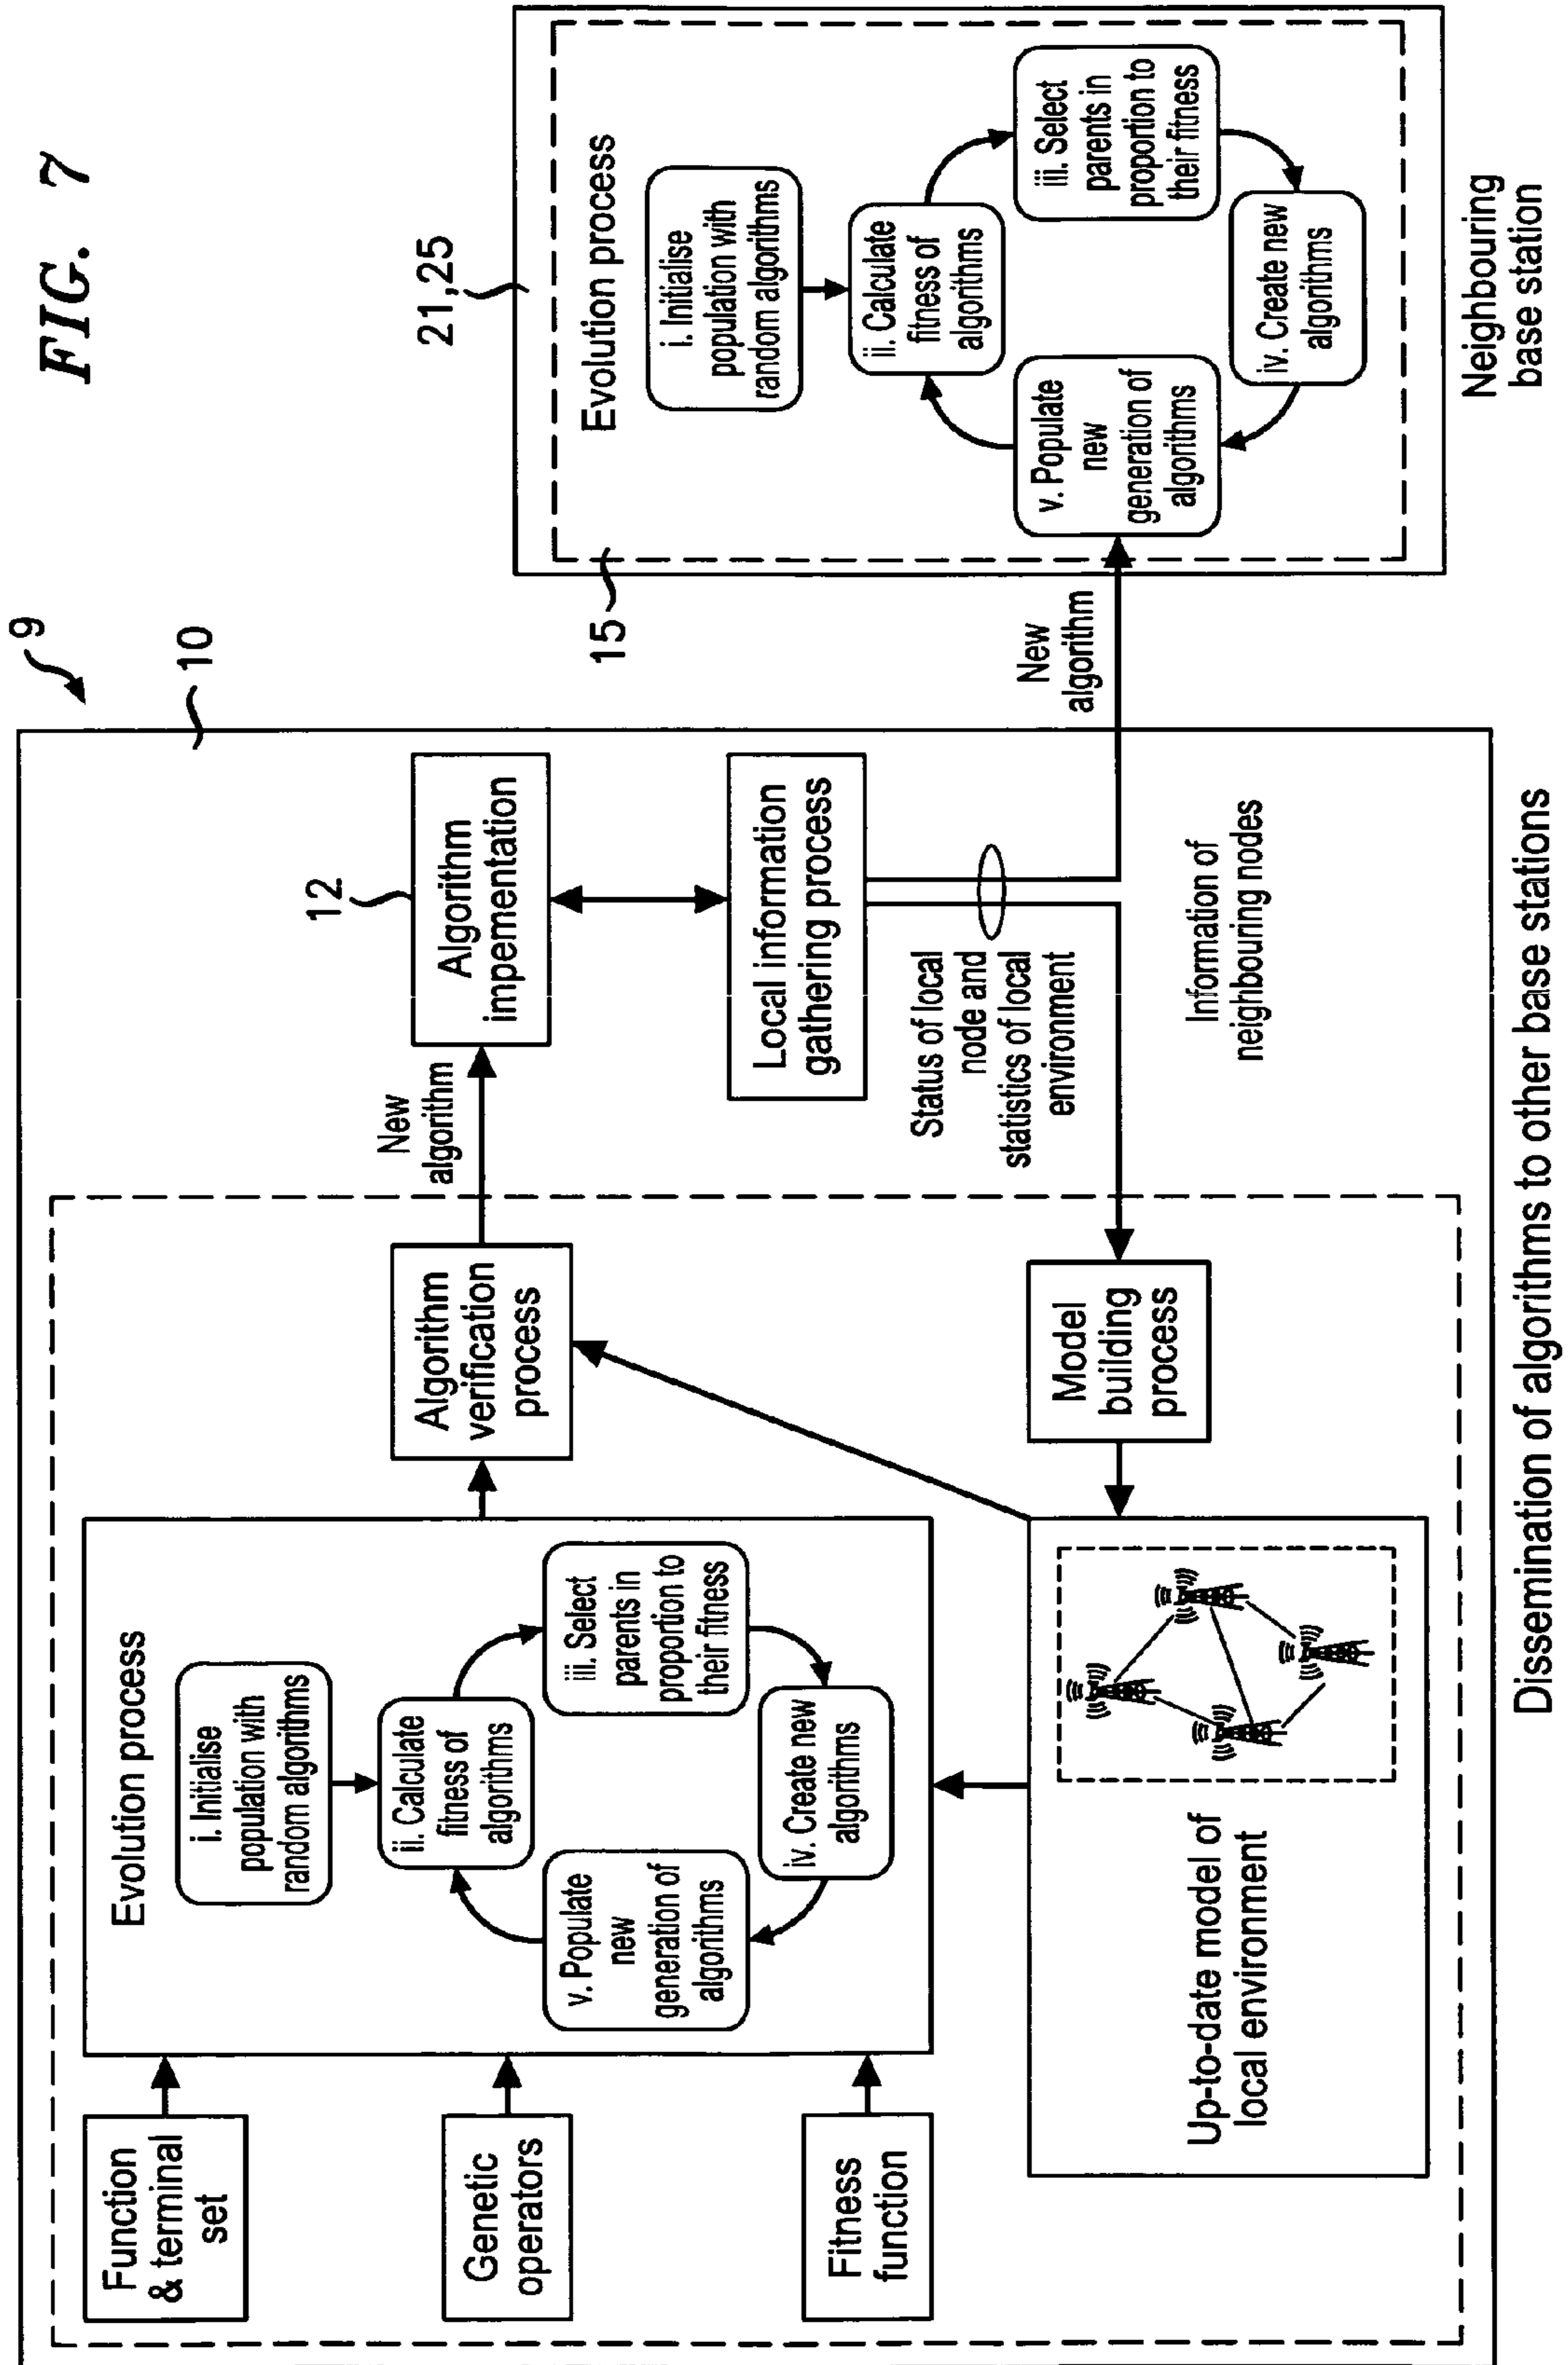 FIG. 7
9
10
Function
& terminal
set
Genetic
operators
Fitness
function
Evolution process
i. Initialise
population with
random algorithms
ii. Calculate
fitness of
algorithms
iii. Select
parents in
proportion to
their fitness
iv. Create new
algorithms
v. Populate
new
generation of
algorithms
Algorithm
verification
process
New
algorithm
12
Algorithm
impementation
Local information
gathering process
Status of local
node and
statistics of local
environment
Information of
neighbouring nodes
Model
building
process
Up-to-date model of
local environment
New
algorithm
15
21,25
Evolution process
i. Initialise
population with
random algorithms
ii. Calculate
fitness of
algorithms
iii. Select
parents in
proportion to
their fitness
iv. Create new
algorithms
v. Populate
new
generation of
algorithms
Neighbouring
base station
Dissemination of algorithms to other base stations